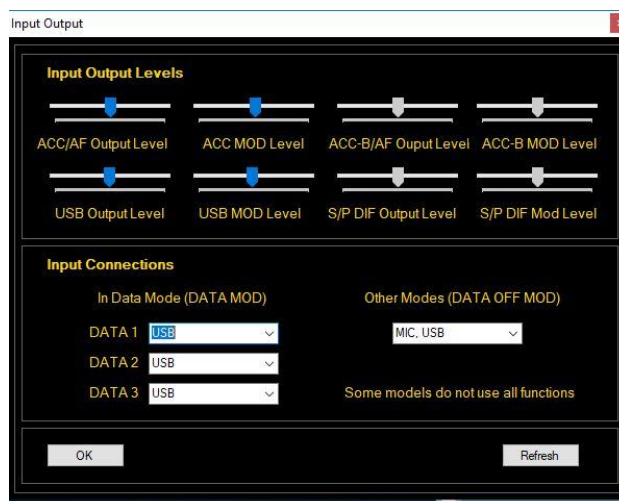 Input Output
Input Output Levels
ACC/AF Output Level ACC MOD Level ACC-B/AF Ouput Level ACC-B MOD Level
USB Output Level USB MOD Level S/P DIF Output Level S/P DIF Mod Level
Input Connections
In Data Mode (DATA MOD) Other Modes (DATA OFF MOD)
DATA 1 USB MIC, USB
DATA 2 USB
DATA 3 USB Some models do not use all functions
OK Refresh